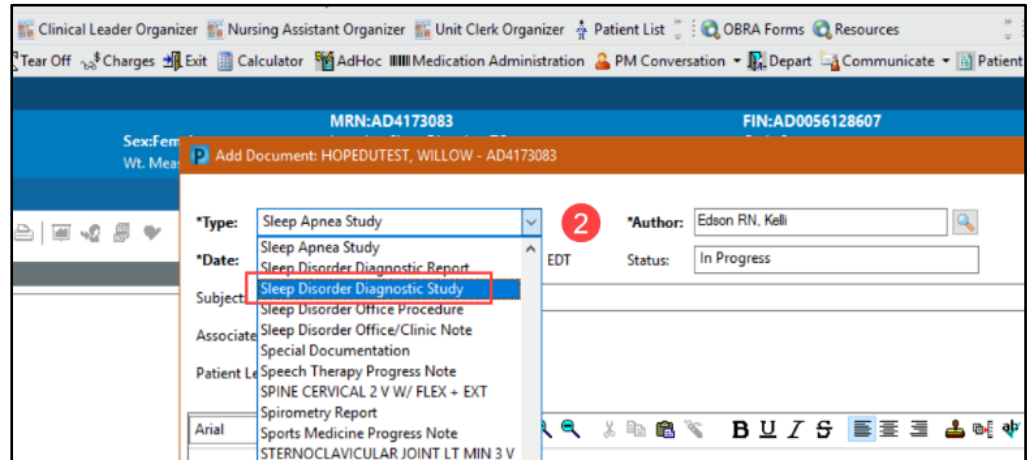 Clinical Leader Organizer Nursing Assistant Organizer Unit Clerk Organizer Patient List OBRA Forms Resources
Tear Off Charges Exit Calculator AdHoc Medication Administration PM Conversation Depart Communicate Patient
MRN:AD4173083 FIN:AD0056128607
Sex:Fem
Wt. Meas
Add Document: HOPEDUTEST, WILLOW - AD4173083
*Type: Sleep Apnea Study 2 *Author: Edson RN, Kelli
Sleep Apnea Study
*Date: Sleep Disorder Diagnostic Report EDT Status: In Progress
Subject: Sleep Disorder Diagnostic Study
Sleep Disorder Office Procedure
Associate Sleep Disorder Office/Clinic Note
Special Documentation
Patient Le Speech Therapy Progress Note
SPINE CERVICAL 2 V W/ FLEX + EXT
Spirometry Report
Arial Sports Medicine Progress Note B U I S
STERNOCLAVICULAR JOINT LT MIN 3 V